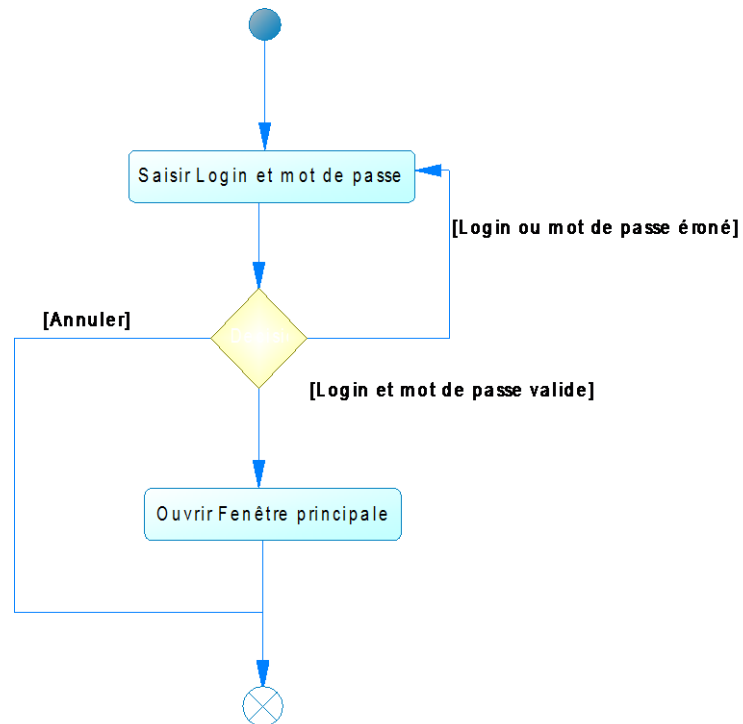 Saisir Login et mot de passe
[Login ou mot de passe éroné]
[Annuler]
[Login et mot de passe valide]
Ouvrir Fenêtre principale